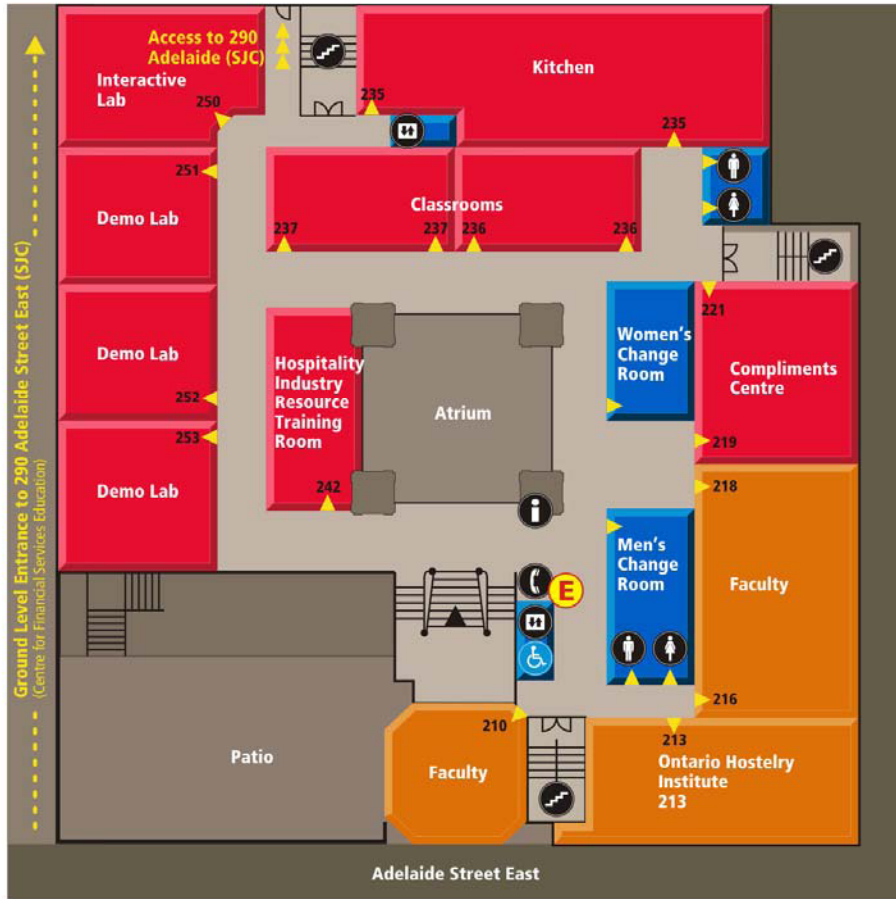 Access to 290
Adelaide (SJC)
Interactive
Lab
250
Kitchen
235
235
251
Demo Lab
Classrooms
237
237
236
236
Ground Level Entrance to 290 Adelaide Street East (SJC)
(Centre for Financial Services Education)
Demo Lab
252
253
Demo Lab
Hospitality
Industry
Resource
Training
Room
242
Atrium
Women's
Change
Room
221
Compliments
Centre
219
218
Men's
Change
Room
Faculty
216
i
E
210
213
Patio
Faculty
Ontario Hostelry
Institute
213
Adelaide Street East